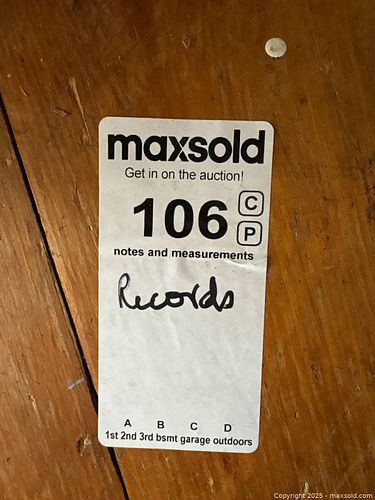 maxsold
Get in on the auction!
106 C
P
notes and measurements
Records
A B C D
1st 2nd 3rd bsmt garage outdoors
Copyright © 2025 - maxsold.com